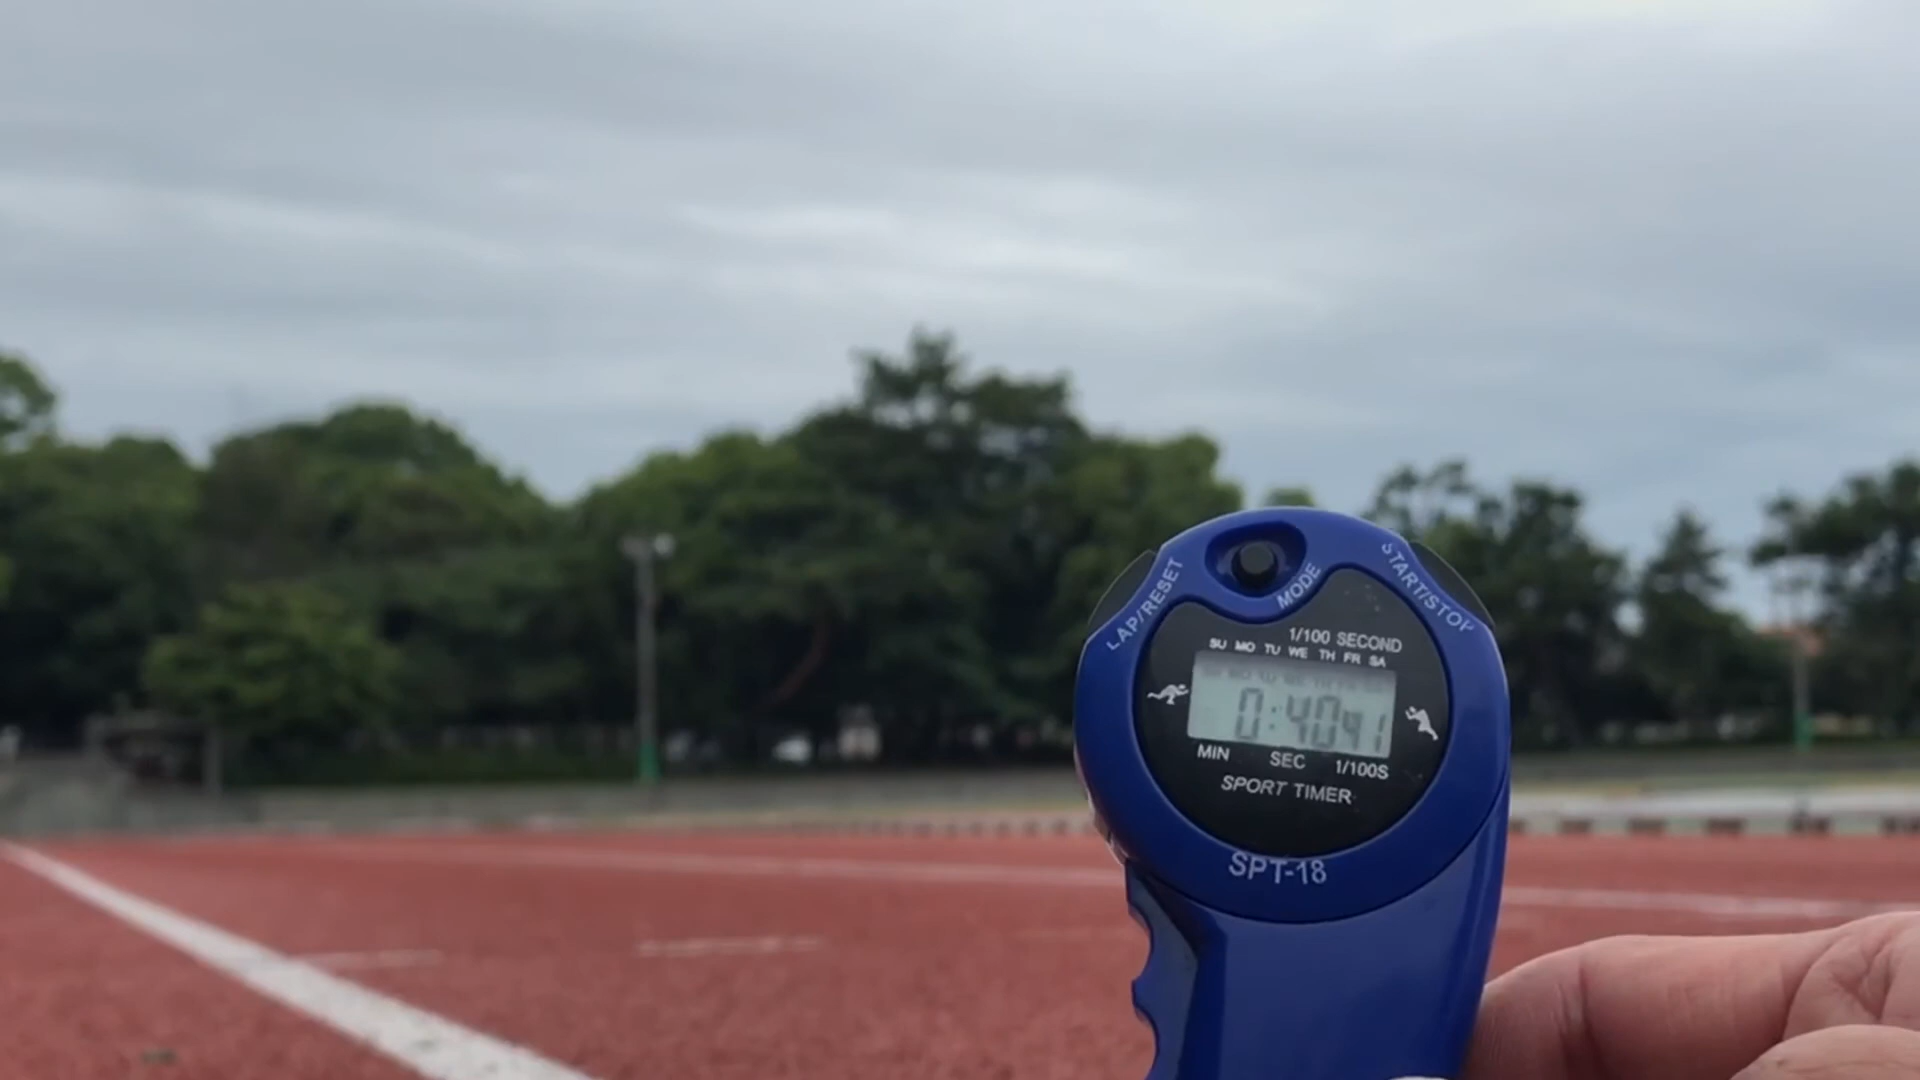 LAP/RESET
MODE
START/STOP
1/100 SECOND
SU MO TU WE TH FR SA
0:40 41
MIN SEC 1/100S
SPORT TIMER
SPT-18